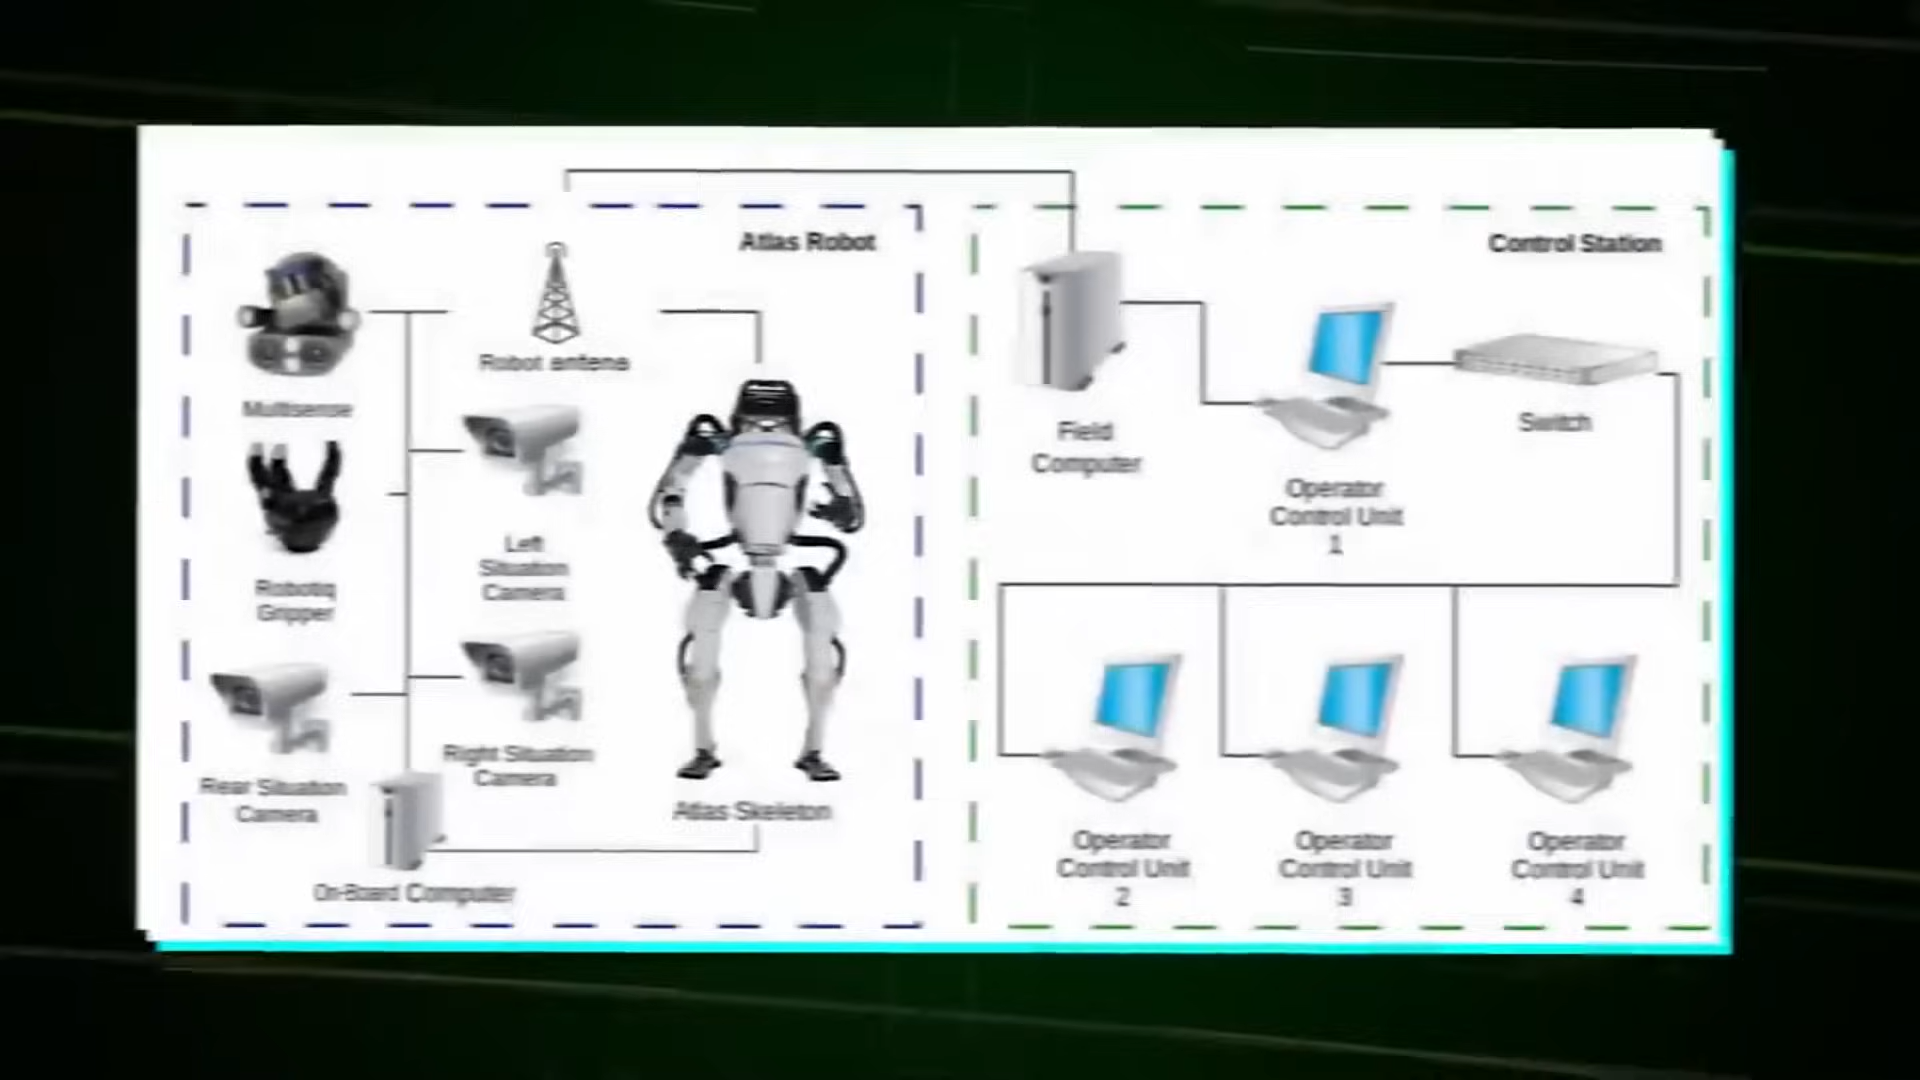 Atlas Robot
Multisense
Robot antena
Robotiq
Gripper
Left
Situation
Camera
Rear Situation
Camera
Right Situation
Camera
Atlas Skeleton
On-Board Computer
Control Station
Field
Computer
Operator
Control Unit
1
Switch
Operator
Control Unit
2
Operator
Control Unit
3
Operator
Control Unit
4